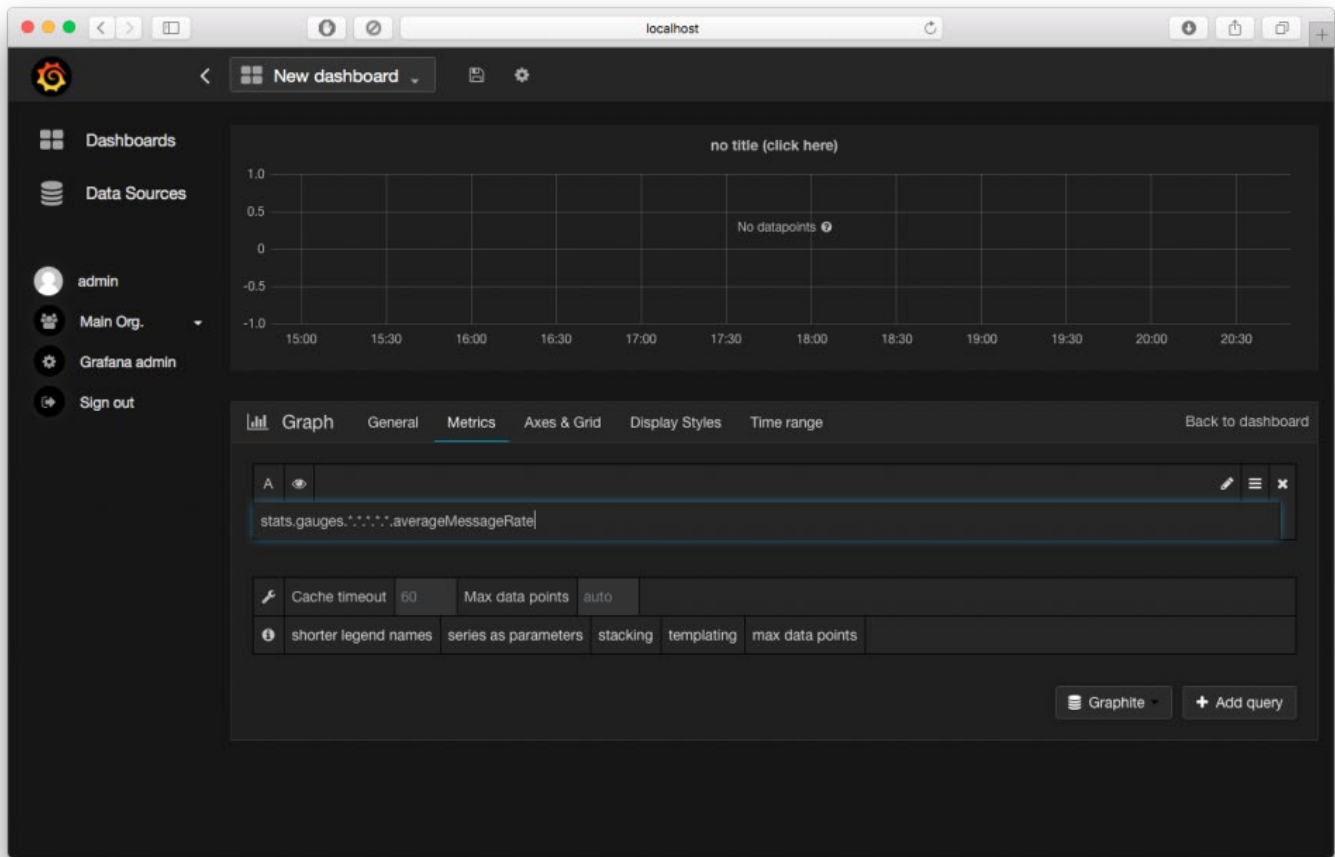 localhost
New dashboard
Dashboards
Data Sources
admin
Main Org.
Grafana admin
Sign out
no title (click here)
1.0
0.5
0
-0.5
-1.0
No datapoints
15:00 15:30 16:00 16:30 17:00 17:30 18:00 18:30 19:00 19:30 20:00 20:30
Graph General Metrics Axes & Grid Display Styles Time range Back to dashboard
A
stats.gauges.*.*.*.*.*.averageMessageRate
Cache timeout 60 Max data points auto
shorter legend names series as parameters stacking templating max data points
Graphite + Add query